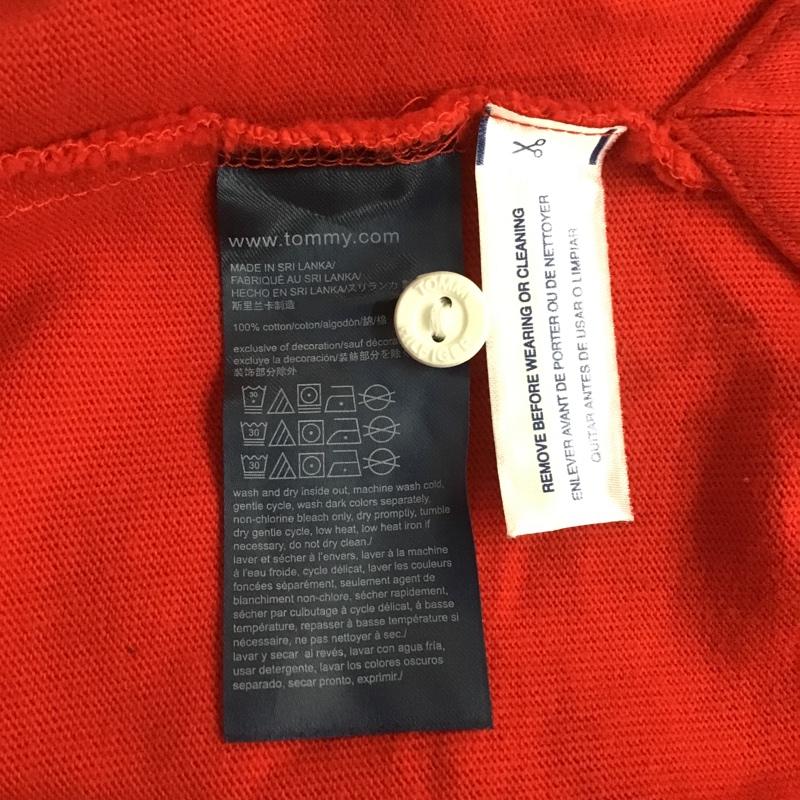 www.tommy.com
MADE IN SRI LANKA/
FABRIQUÉ AU SRI LANKA/
HECHO EN SRI LANKA/スリランカ
斯里兰卡制造
100% cotton/coton/algodón/綿/棉
exclusive of decoration/sauf décora
excluye la decoración/装飾部分を除
装饰部分除外
30
30
30
wash and dry inside out, machine wash cold,
gentle cycle, wash dark colors separately,
non-chlorine bleach only, dry promptly, tumble
dry gentle cycle, low heat, low heat iron if
necessary, do not dry clean./
laver et sécher à l'envers, laver à la machine
à l'eau froide, cycle délicat, laver les couleurs
foncées séparément, seulement agent de
blanchiment non-chlore, sécher rapidement,
sécher par culbutage à cycle délicat, à basse
température, repasser à basse température si
nécessaire, ne pas nettoyer à sec./
lavar y secar al revés, lavar con agua fría,
usar detergente, lavar los colores oscuros
separado, secar pronto, exprimir./
TOMMY
HILFIGER
REMOVE BEFORE WEARING OR CLEANING
ENLEVER AVANT DE PORTER OU DE NETTOYER
QUITAR ANTES DE USAR O LIMPIAR